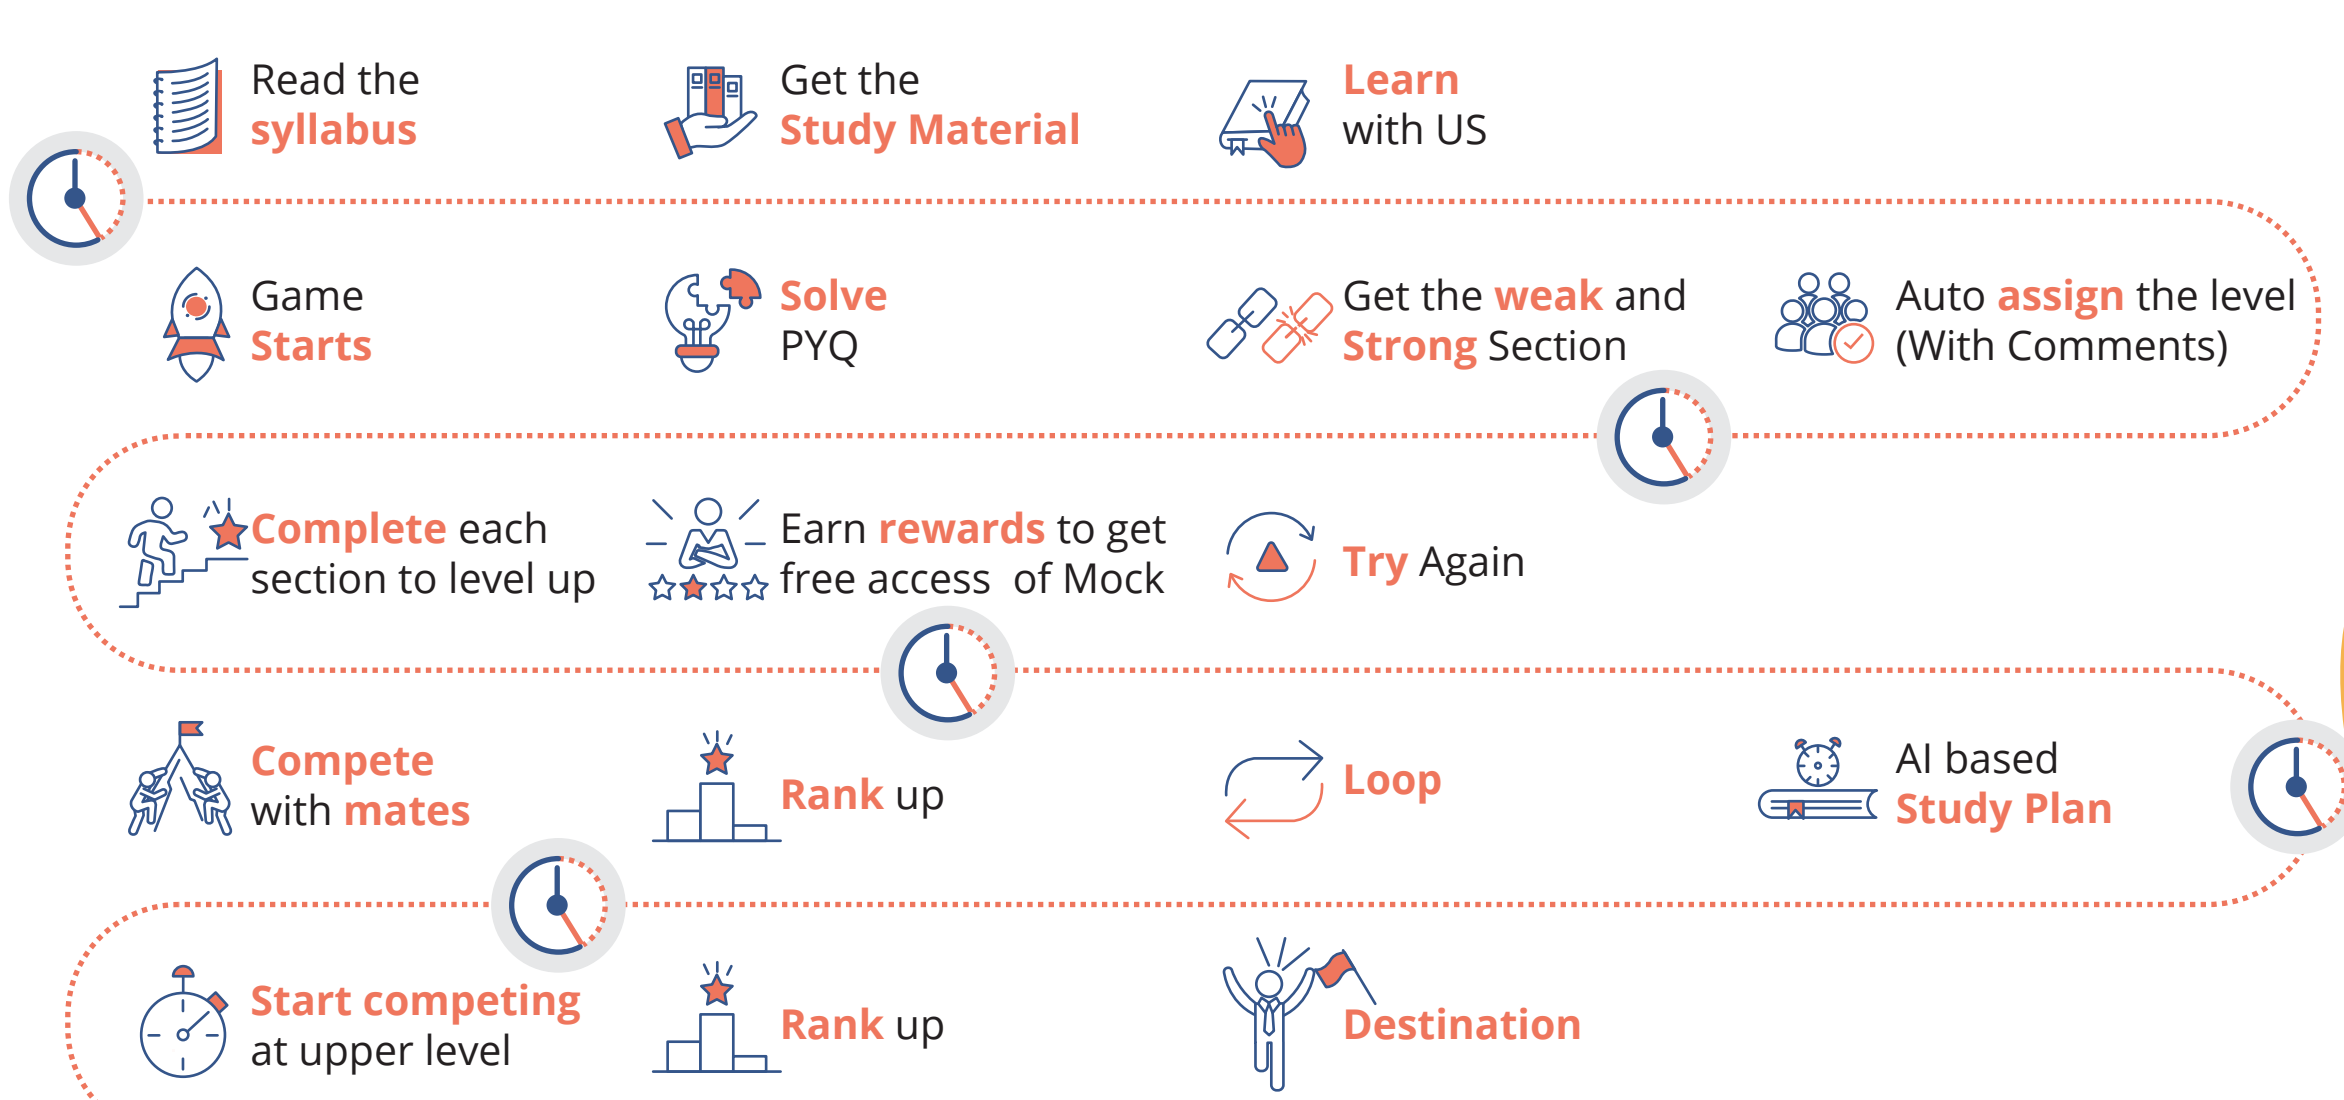 Read the
syllabus
Get the
Study Material
Learn
with US
Game
Starts
Solve
PYQ
Get the weak and
Strong Section
Auto assign the level
(With Comments)
Complete each
section to level up
Earn rewards to get
free access of Mock
Try Again
Compete
with mates
Rank up
Loop
AI based
Study Plan
Start competing
at upper level
Rank up
Destination